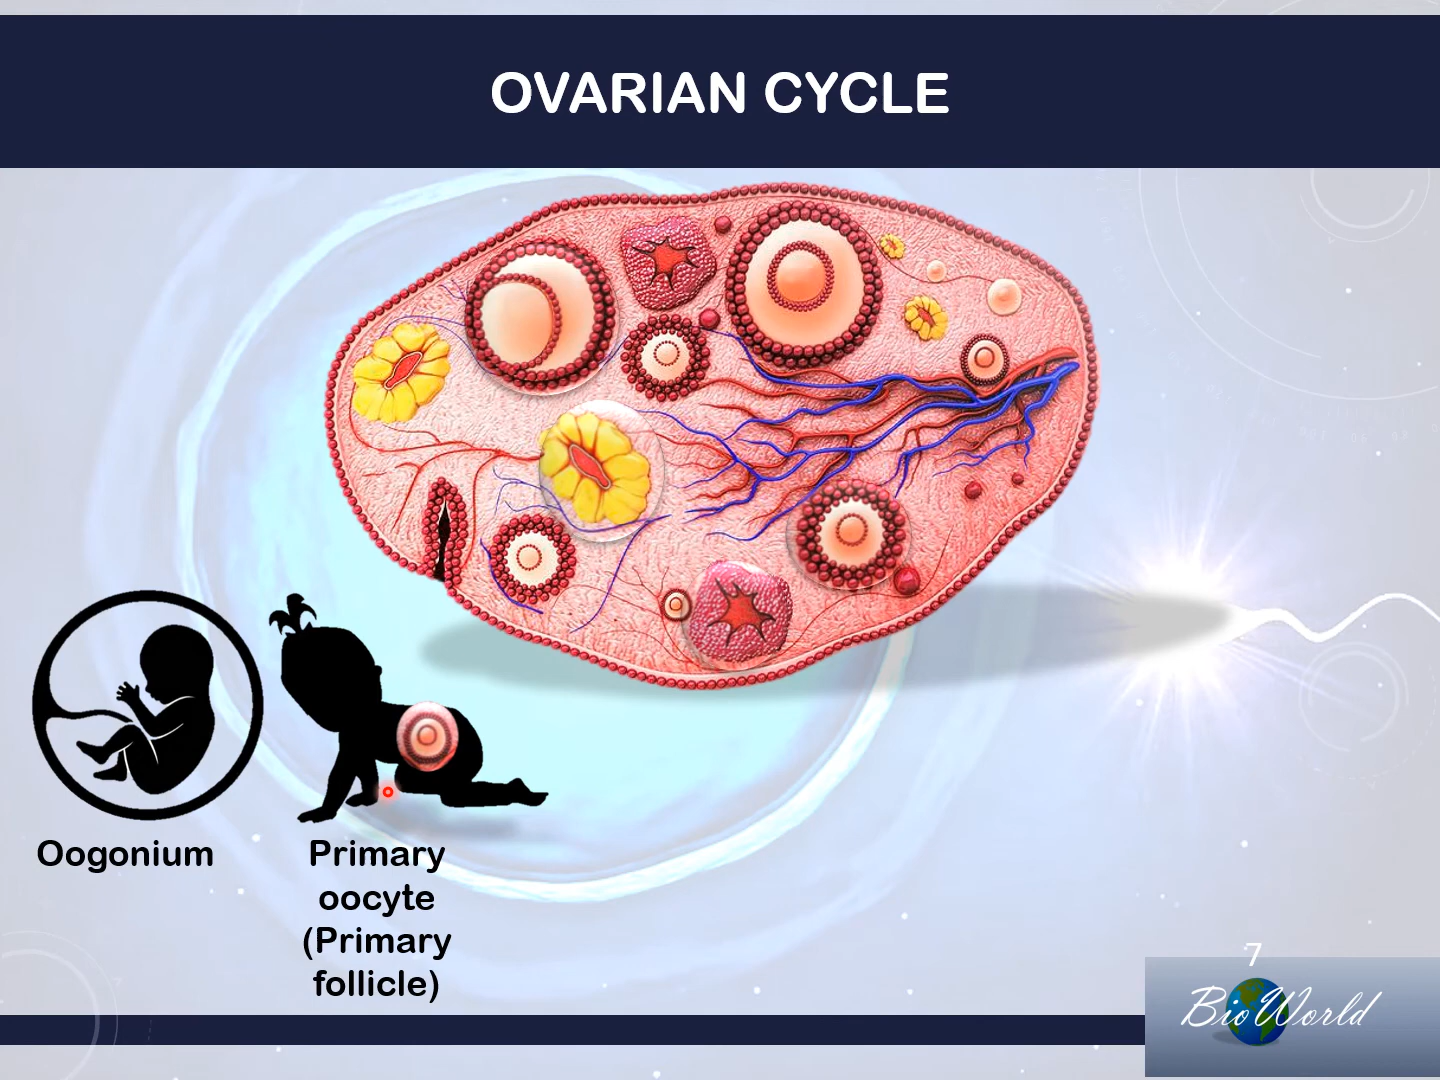 OVARIAN CYCLE
Oogonium
Primary
oocyte
(Primary
follicle)
7
BioWorld